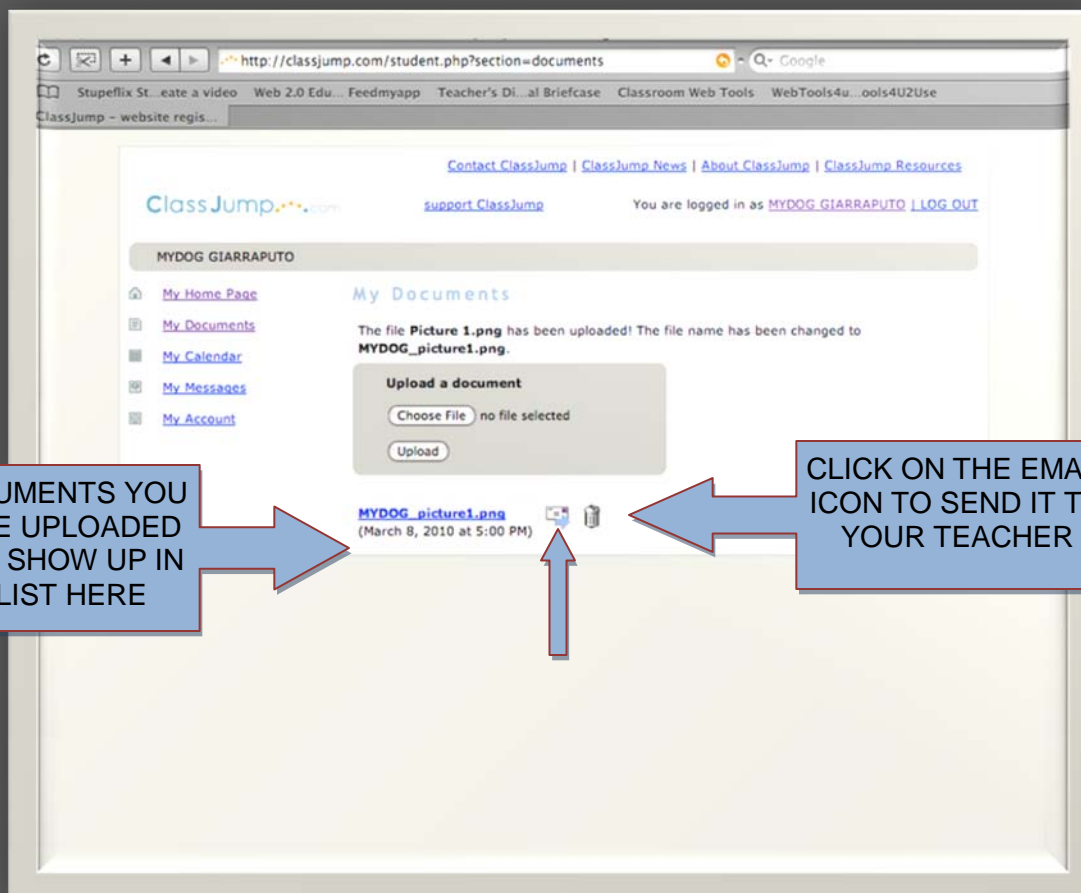 http://classjump.com/student.php?section=documents
Google
Stupeflix St...eate a video Web 2.0 Edu... Feedmyapp Teacher's Di...al Briefcase Classroom Web Tools WebTools4u...ools4U2Use
ClassJump – website regis...
Contact ClassJump | ClassJump News | About ClassJump | ClassJump Resources
ClassJump.com
support ClassJump
You are logged in as MYDOG GIARRAPUTO | LOG OUT
MYDOG GIARRAPUTO
My Home Page
My Documents
My Calendar
My Messages
My Account
My Documents
The file Picture 1.png has been uploaded! The file name has been changed to
MYDOG_picture1.png.
Upload a document
Choose File no file selected
Upload
MYDOG_picture1.png
(March 8, 2010 at 5:00 PM)
UMENTS YOU
E UPLOADED
SHOW UP IN
LIST HERE
CLICK ON THE EMA
ICON TO SEND IT T
YOUR TEACHER